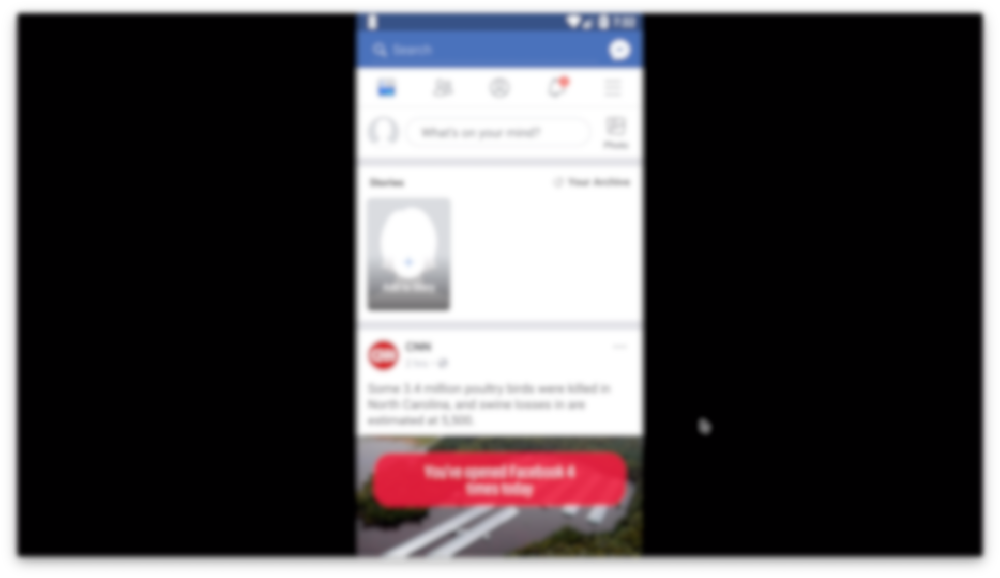 Search
What's on your mind?
Photo
Stories
Your Archive
Add to Story
CNN
CNN
Some 3.4 million poultry birds were killed in
North Carolina, and swine losses in are
estimated at 5,500.
You've opened Facebook 4
times today